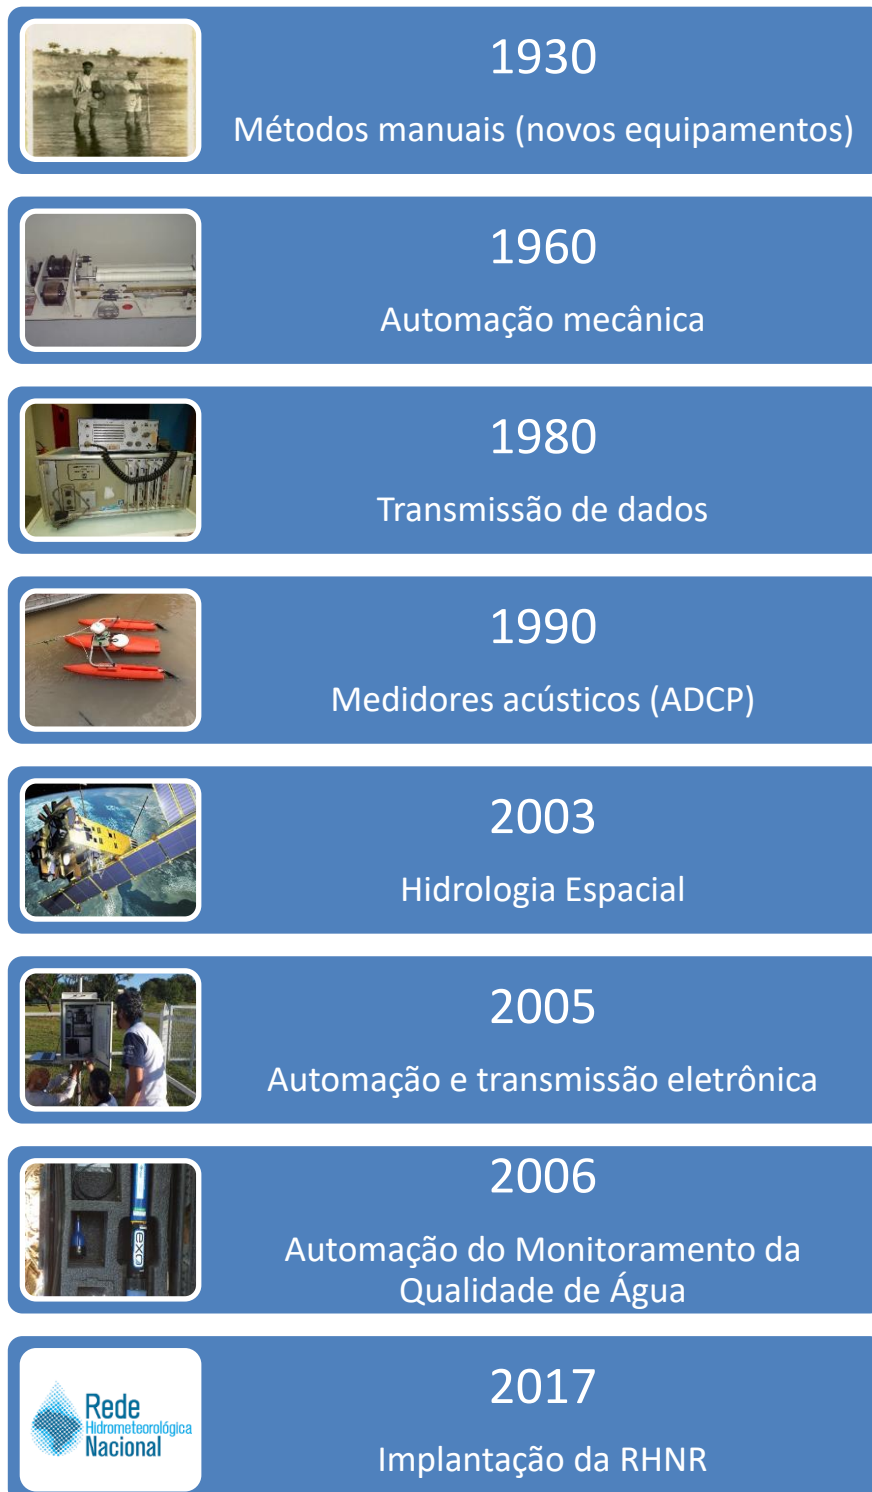 1930
Métodos manuais (novos equipamentos)
1960
Automação mecânica
1980
Transmissão de dados
1990
Medidores acústicos (ADCP)
2003
Hidrologia Espacial
2005
Automação e transmissão eletrônica
EXO
2006
Automação do Monitoramento da
Qualidade de Água
Rede
Hidrometeorológica
Nacional
2017
Implantação da RHNR